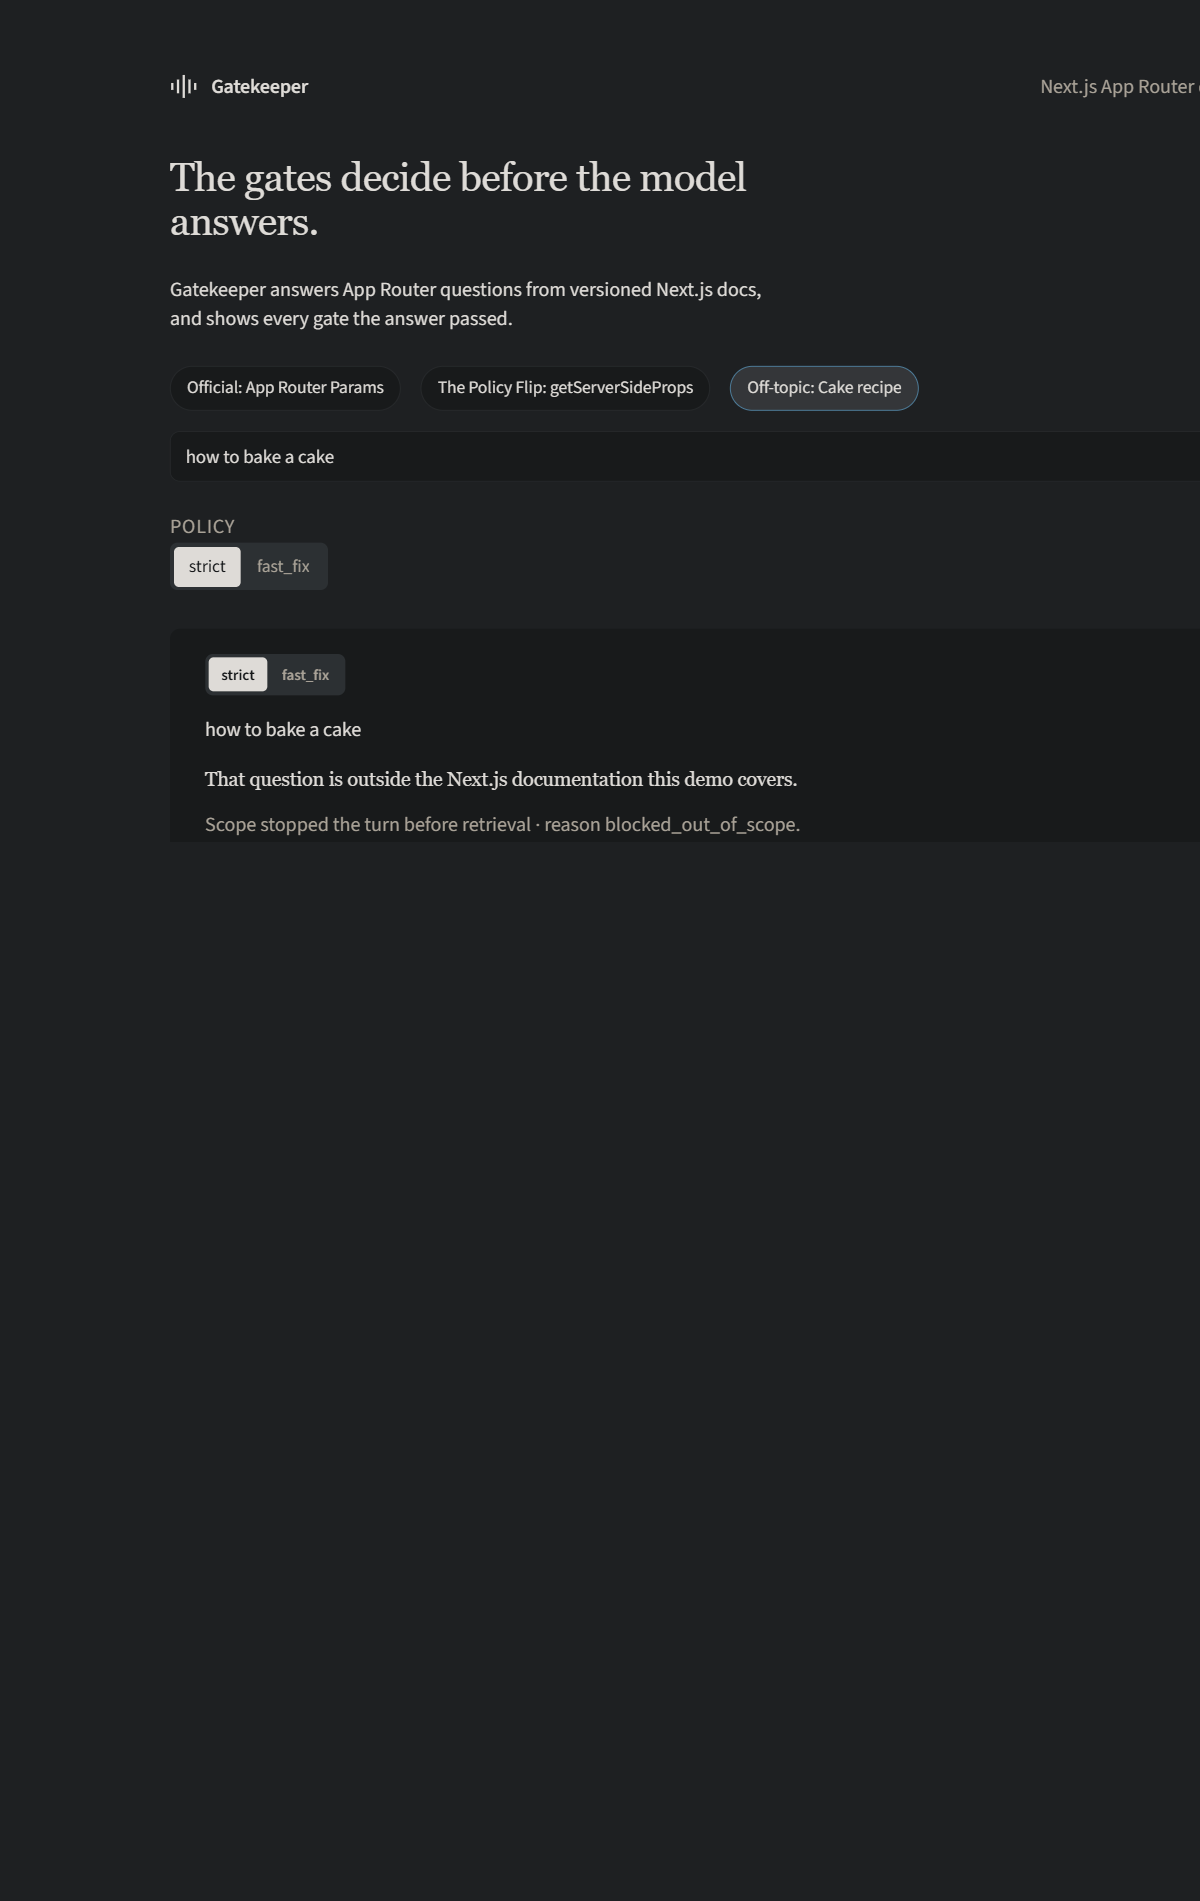 Gatekeeper
Next.js App Router
The gates decide before the model
answers.
Gatekeeper answers App Router questions from versioned Next.js docs,
and shows every gate the answer passed.
Official: App Router Params
The Policy Flip: getServerSideProps
Off-topic: Cake recipe
how to bake a cake
POLICY
strict
fast_fix
strict
fast_fix
how to bake a cake
That question is outside the Next.js documentation this demo covers.
Scope stopped the turn before retrieval · reason blocked_out_of_scope.